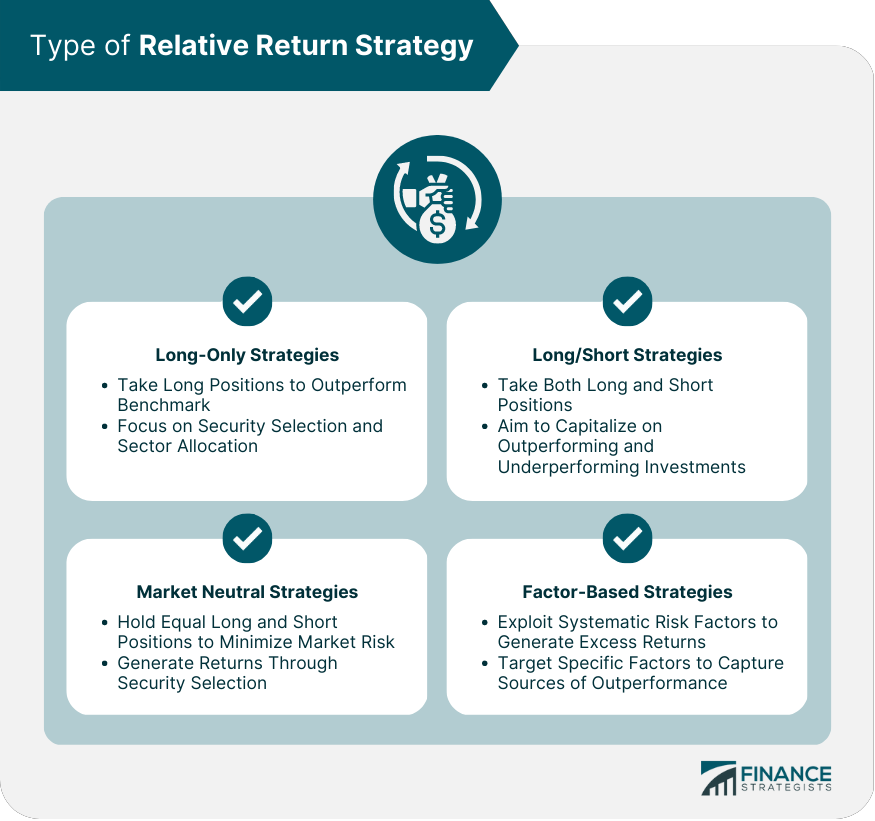 Type of Relative Return Strategy
$
Long-Only Strategies
• Take Long Positions to Outperform
Benchmark
• Focus on Security Selection and
Sector Allocation
Long/Short Strategies
• Take Both Long and Short
Positions
• Aim to Capitalize on
Outperforming and
Underperforming Investments
Market Neutral Strategies
• Hold Equal Long and Short
Positions to Minimize Market Risk
• Generate Returns Through
Security Selection
Factor-Based Strategies
• Exploit Systematic Risk Factors to
Generate Excess Returns
• Target Specific Factors to Capture
Sources of Outperformance
FINANCE
STRATEGISTS